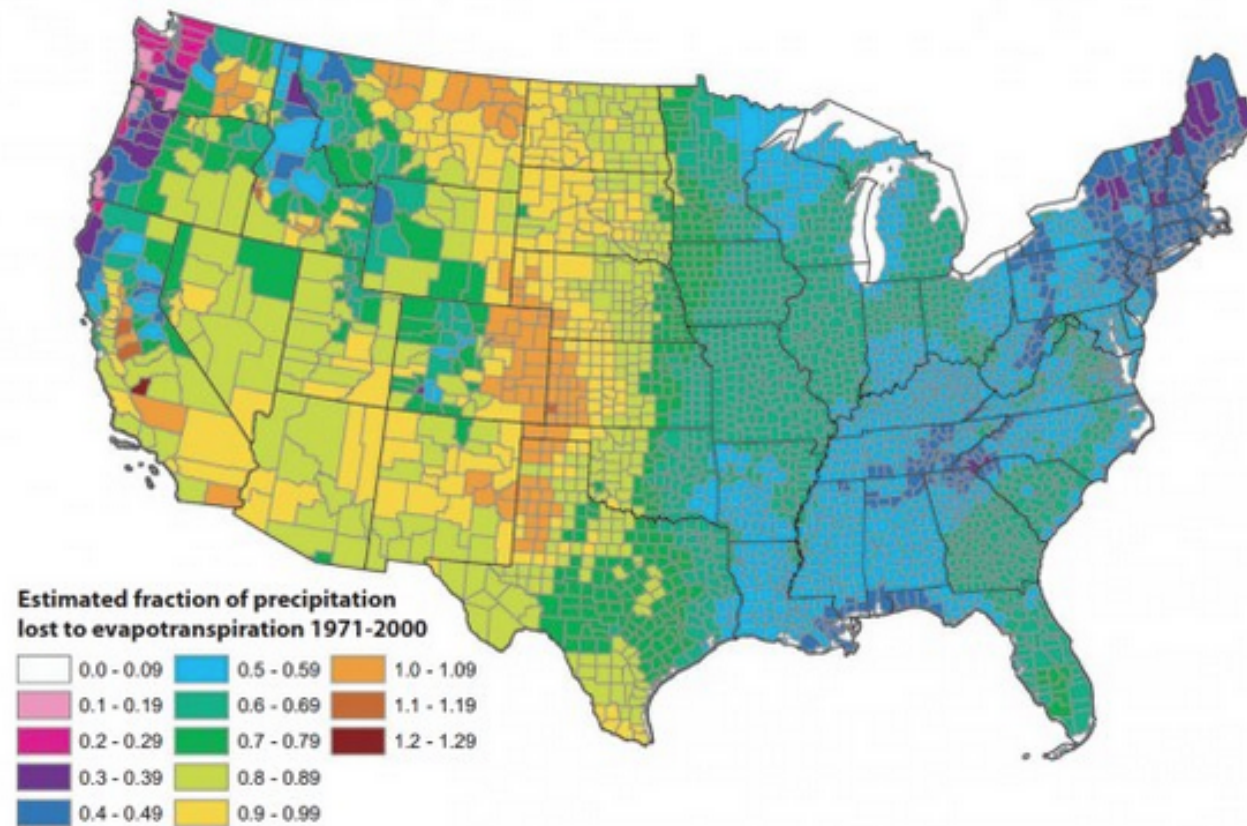 Estimated fraction of precipitation
lost to evapotranspiration 1971-2000
0.0 - 0.09
0.1 - 0.19
0.2 - 0.29
0.3 - 0.39
0.4 - 0.49
0.5 - 0.59
0.6 - 0.69
0.7 - 0.79
0.8 - 0.89
0.9 - 0.99
1.0 - 1.09
1.1 - 1.19
1.2 - 1.29